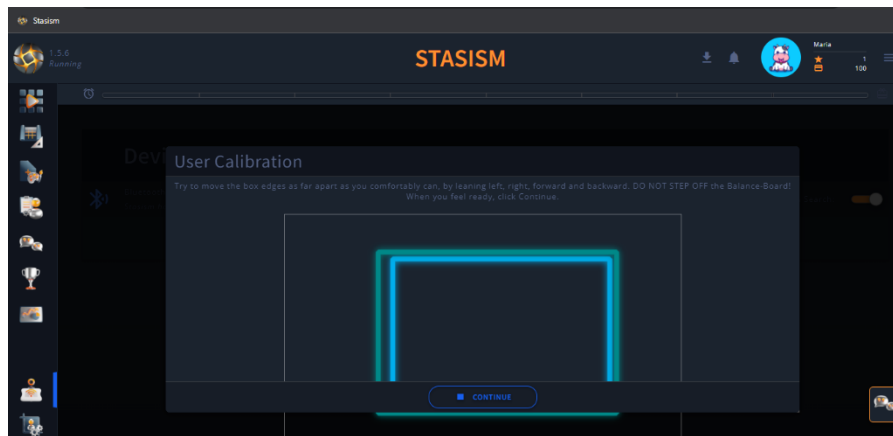 Stasism
1.5.6
Running
STASISM
Maria
1
100
Devi
User Calibration
Try to move the box edges as far apart as you comfortably can, by leaning left, right, forward and backward. DO NOT STEP OFF the Balance-Board!
When you feel ready, click Continue.
CONTINUE